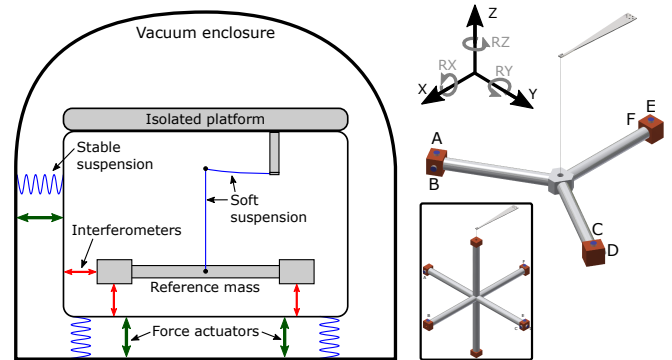 Vacuum enclosure
Isolated platform
Stable
suspension
Soft
suspension
Interferometers
Reference mass
Force actuators
Z
RZ
RX
RY
X
Y
E
F
A
B
C
D